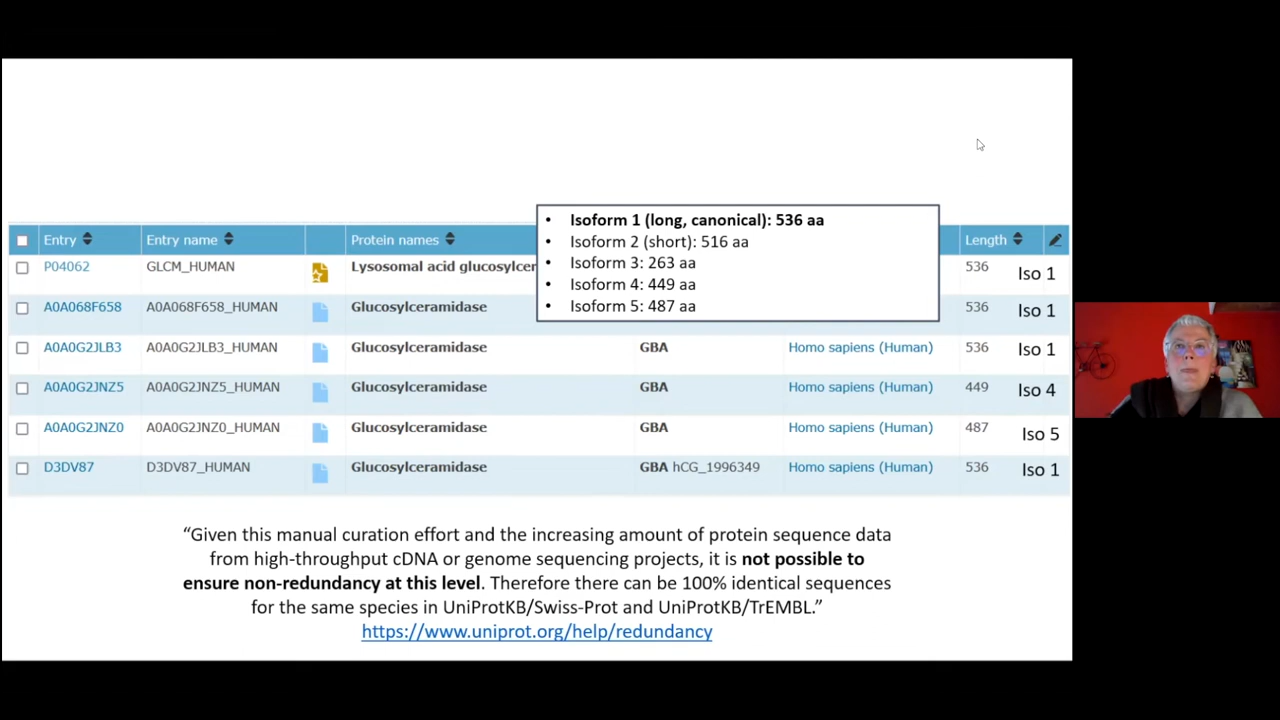 • Isoform 1 (long, canonical): 536 aa
• Isoform 2 (short): 516 aa
• Isoform 3: 263 aa
• Isoform 4: 449 aa
• Isoform 5: 487 aa
Entry Entry name Protein names Length
P04062 GLCM_HUMAN Lysosomal acid glucosylcer 536 Iso 1
A0A068F658 A0A068F658_HUMAN Glucosylceramidase 536 Iso 1
A0A0G2JLB3 A0A0G2JLB3_HUMAN Glucosylceramidase GBA Homo sapiens (Human) 536 Iso 1
A0A0G2JNZ5 A0A0G2JNZ5_HUMAN Glucosylceramidase GBA Homo sapiens (Human) 449 Iso 4
A0A0G2JNZ0 A0A0G2JNZ0_HUMAN Glucosylceramidase GBA Homo sapiens (Human) 487 Iso 5
D3DV87 D3DV87_HUMAN Glucosylceramidase GBA hCG_1996349 Homo sapiens (Human) 536 Iso 1
“Given this manual curation effort and the increasing amount of protein sequence data
from high-throughput cDNA or genome sequencing projects, it is not possible to
ensure non-redundancy at this level. Therefore there can be 100% identical sequences
for the same species in UniProtKB/Swiss-Prot and UniProtKB/TrEMBL.”
https://www.uniprot.org/help/redundancy